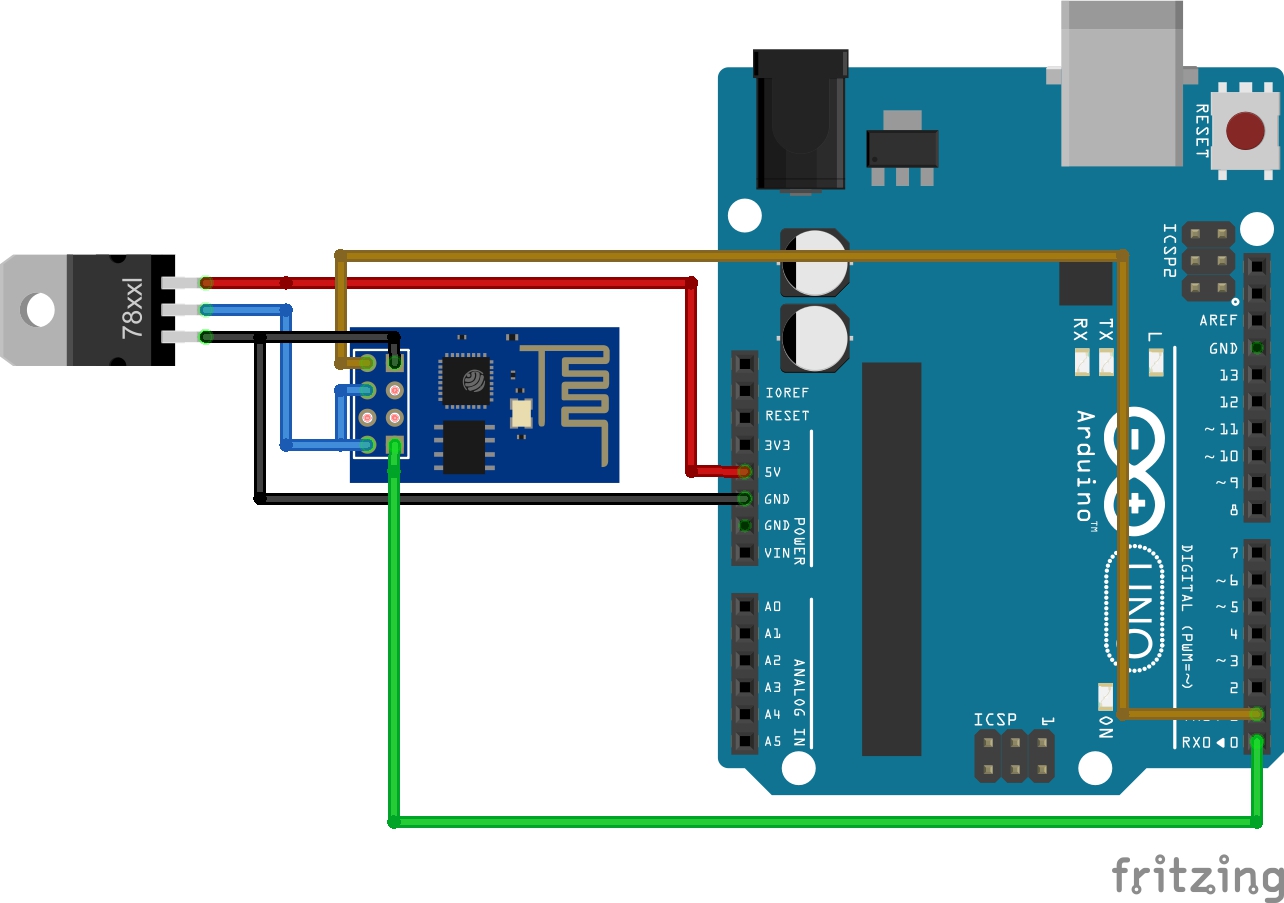 RESET
ICSP2
78xxl
RX
TX
L
AREF
GND
13
12
~11
~10
~9
8
IOREF
RESET
3V3
5V
GND
GND
VIN
POWER
Arduino™
UNO
DIGITAL (PWM=~)
7
~6
~5
4
~3
2
RX0◄0
A0
A1
A2
A3
A4
A5
ANALOG IN
ICSP
1
ON
fritzing